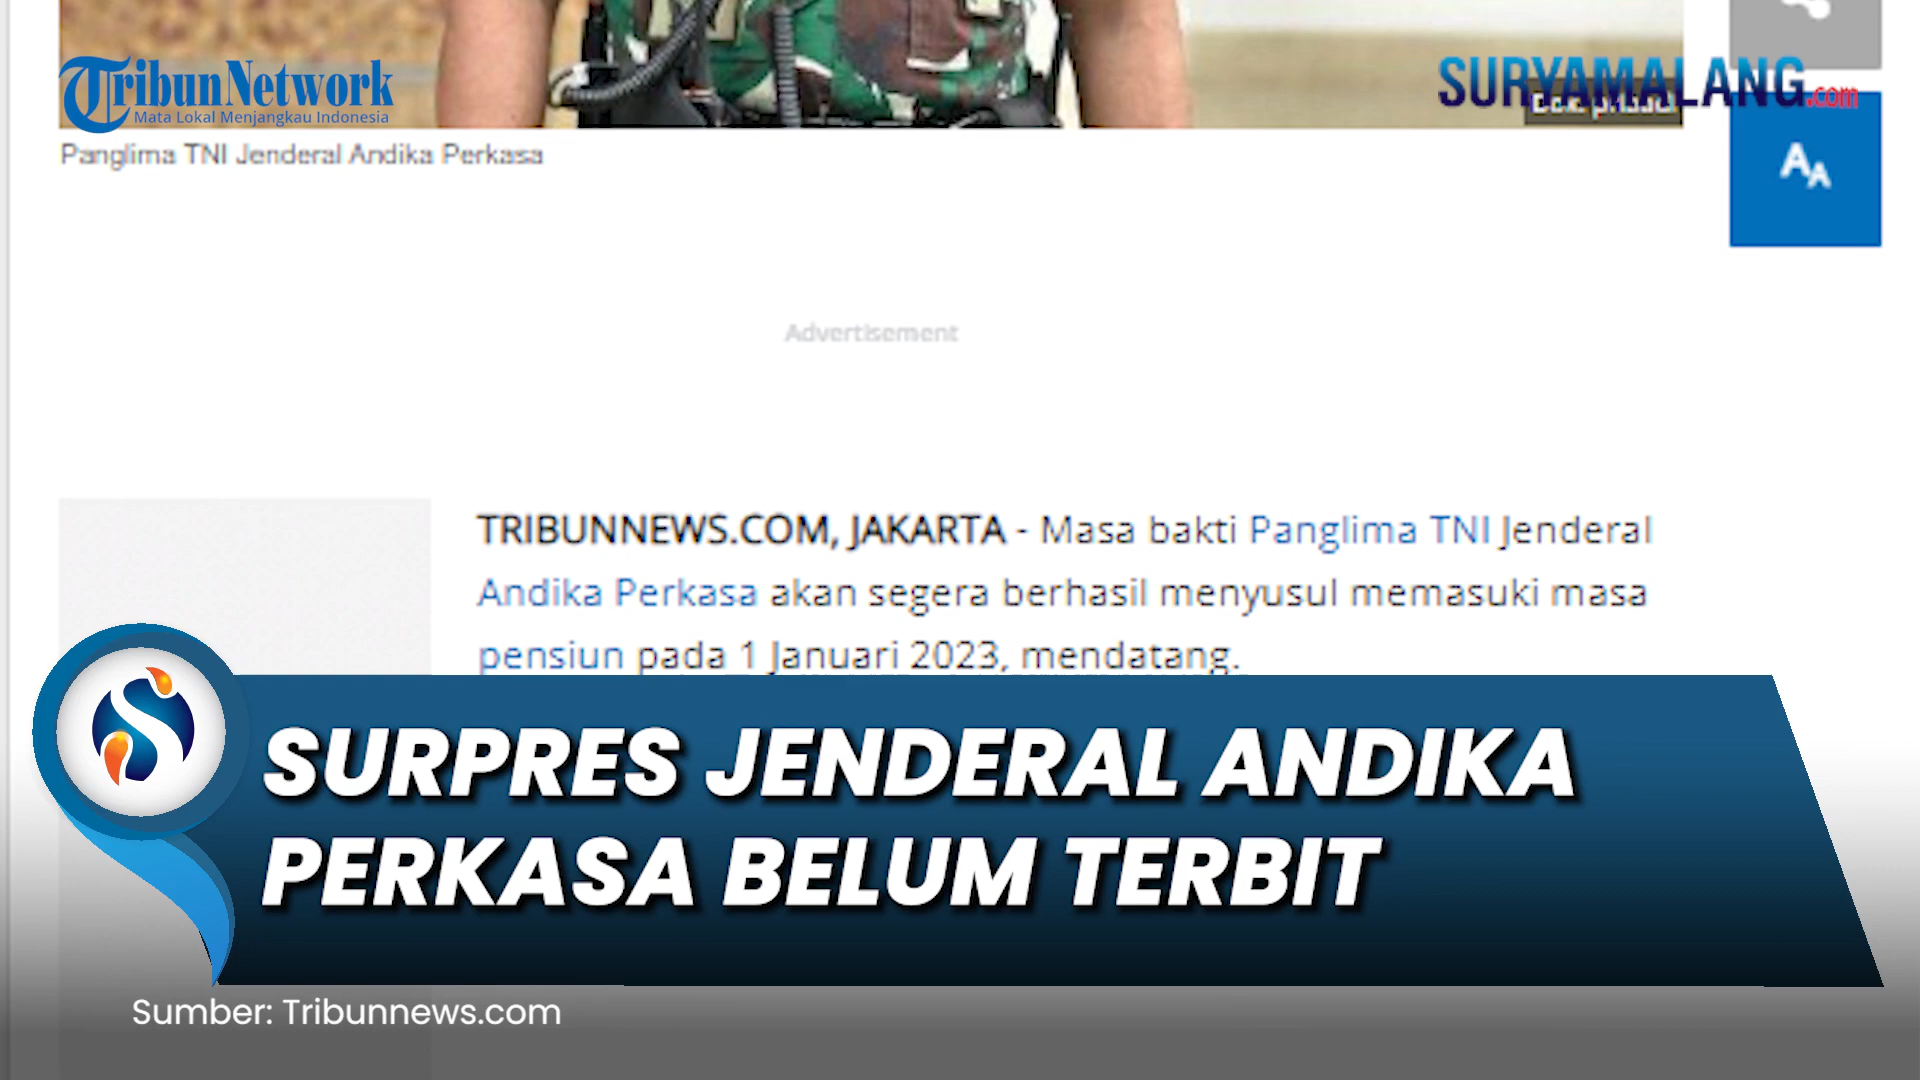 TribunNetwork
Mata Lokal Menjangkau Indonesia
SURYAMALANG.com
Panglima TNI Jenderal Andika Perkasa
AA
Advertisement
TRIBUNNEWS.COM, JAKARTA - Masa bakti Panglima TNI Jenderal
Andika Perkasa akan segera berhasil menyusul memasuki masa
pensiun pada 1 Januari 2023, mendatang.
SURPRES JENDERAL ANDIKA
PERKASA BELUM TERBIT
Sumber: Tribunnews.com